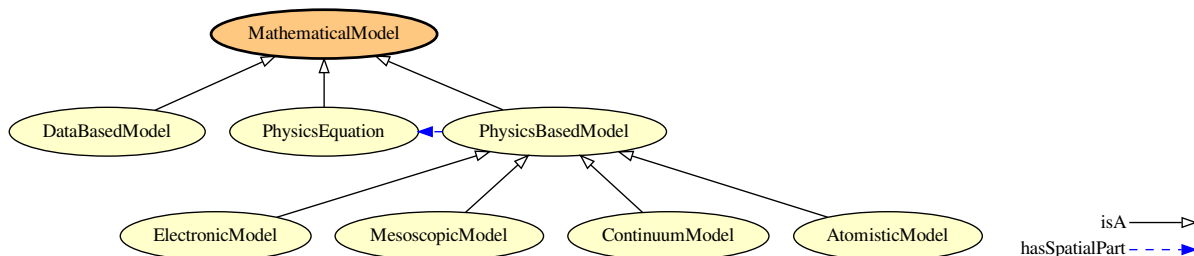 MathematicalModel
DataBasedModel
PhysicsEquation
PhysicsBasedModel
ElectronicModel
MesoscopicModel
ContinuumModel
AtomisticModel
isA
hasSpatialPart